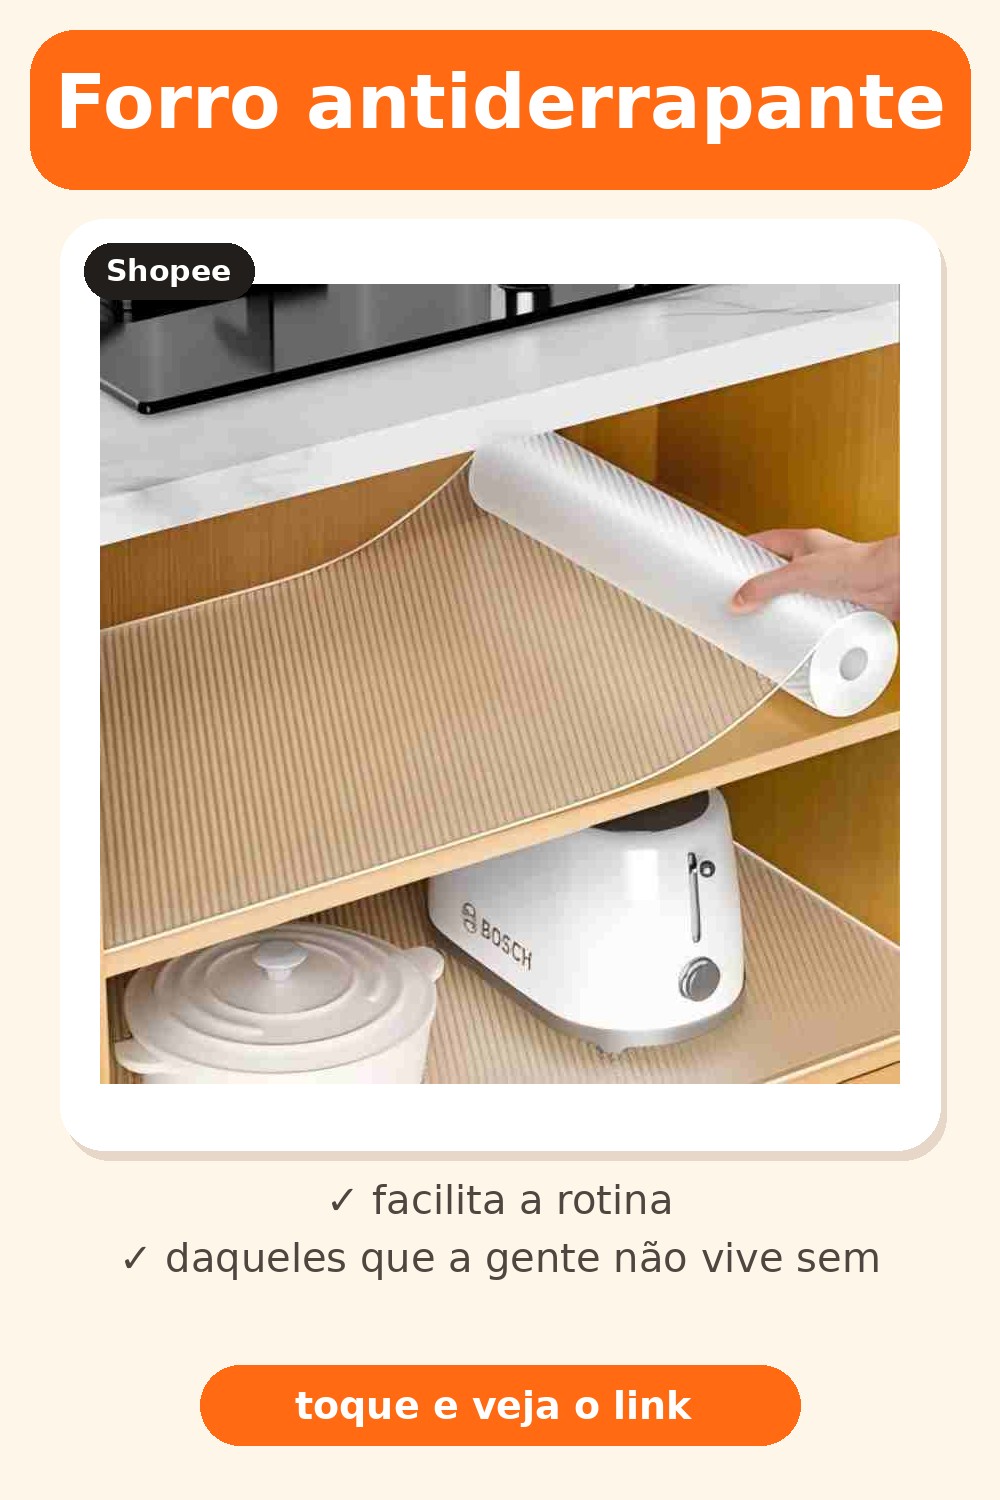 Forro antiderrapante
Shopee
BOSCH
✓ facilita a rotina
✓ daqueles que a gente não vive sem
toque e veja o link